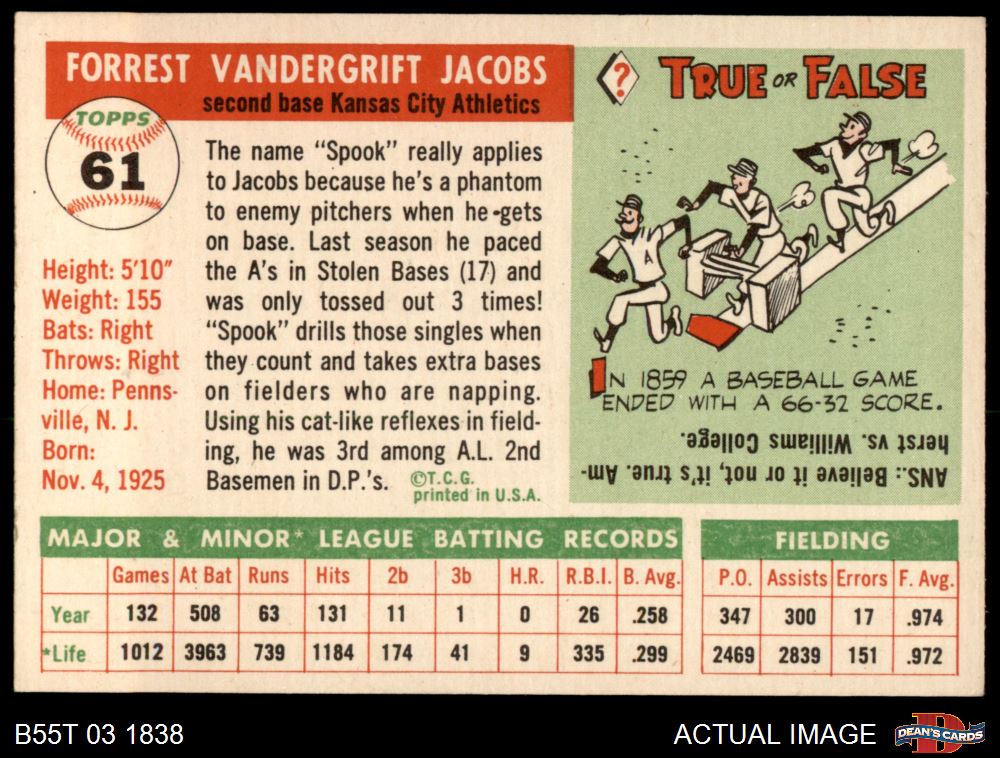 FORREST VANDERGRIFT JACOBS
second base Kansas City Athletics
TOPPS
61
Height: 5'10"
Weight: 155
Bats: Right
Throws: Right
Home: Penns-
ville, N. J.
Born:
Nov. 4, 1925
The name "Spook" really applies
to Jacobs because he's a phantom
to enemy pitchers when he-gets
on base. Last season he paced
the A's in Stolen Bases (17) and
was only tossed out 3 times!
"Spook" drills those singles when
they count and takes extra bases
on fielders who are napping.
Using his cat-like reflexes in field-
ing, he was 3rd among A.L. 2nd
Basemen in D.P.'s.
©T.C.G.
printed in U.S.A.
?
TRUE OR FALSE
A
IN 1859 A BASEBALL GAME
ENDED WITH A 66-32 SCORE.
ANS.: Believe it or not, it's true. Am-
herst vs. Williams College.
MAJOR & MINOR* LEAGUE BATTING RECORDS
Games At Bat Runs Hits 2b 3b H.R. R.B.I. B. Avg.
Year 132 508 63 131 11 1 0 26 .258
*Life 1012 3963 739 1184 174 41 9 335 .299
FIELDING
P.O. Assists Errors F. Avg.
347 300 17 .974
2469 2839 151 .972
B55T 03 1838
ACTUAL IMAGE
D
DEAN'S CARDS